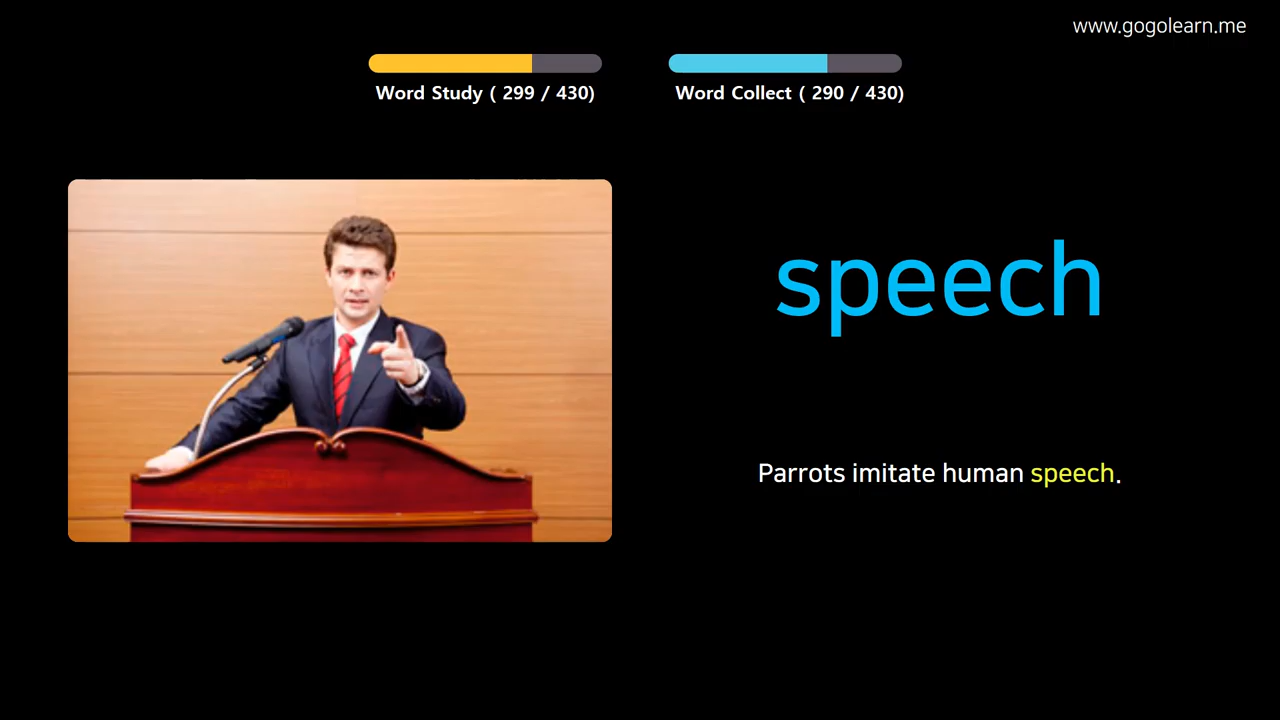 www.gogolearn.me
Word Study ( 299 / 430)
Word Collect ( 290 / 430)
speech
Parrots imitate human speech.